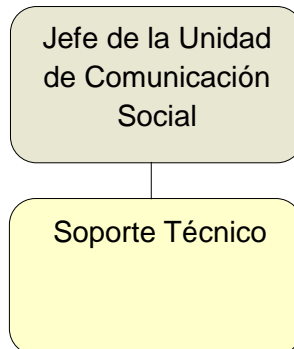 Jefe de la Unidad
de Comunicación
Social
Soporte Técnico